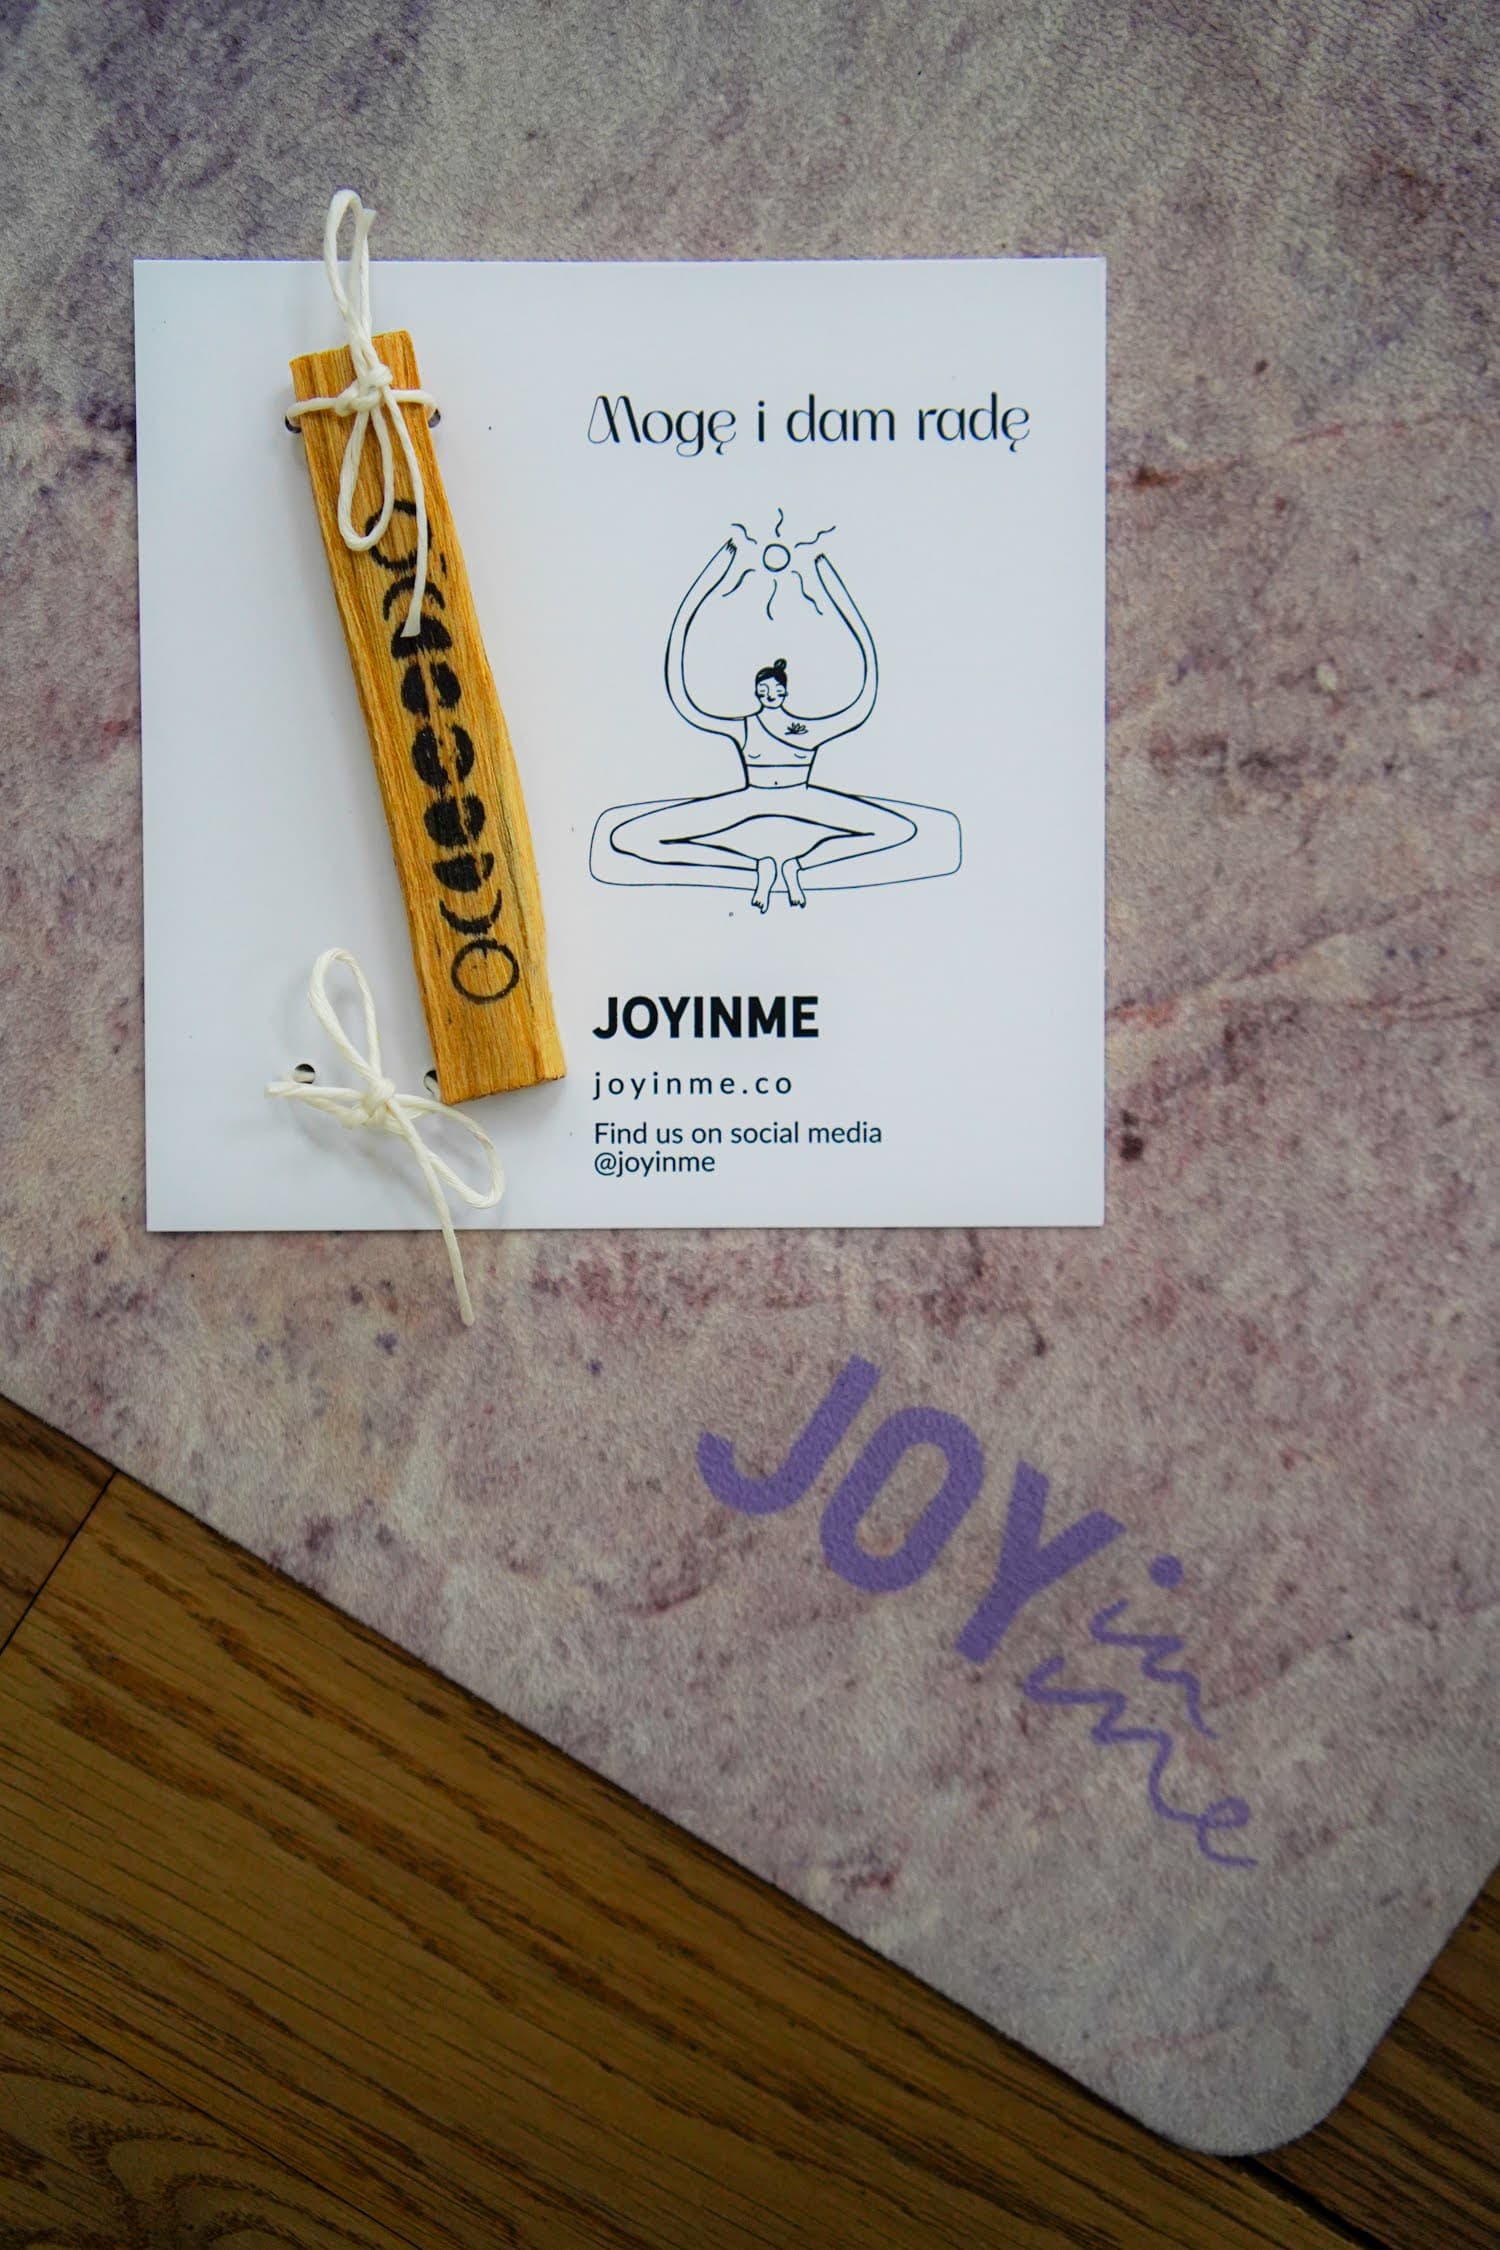 Mogę i dam radę
JOYINME
joyinme.co
Find us on social media
@joyinme
JOY in
me